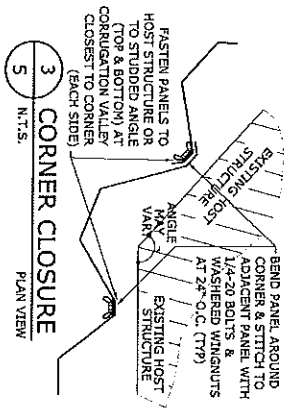 BEND PANEL AROUND
CORNER & STITCH TO
ADJACENT PANEL WITH
1/4-20 BOLTS &
WASHERED WINGNUTS
AT 24" O.C. (TYP)
EXISTING HOST
STRUCTURE
ANGLE
MAY
VARY
EXISTING HOST
STRUCTURE
FASTEN PANELS TO
HOST STRUCTURE OR
TO STUDDED ANGLE
(TOP & BOTTOM) AT
CORRUGATION VALLEY
CLOSEST TO CORNER
(EACH SIDE)
3
5
CORNER CLOSURE
N.T.S.
PLAN VIEW